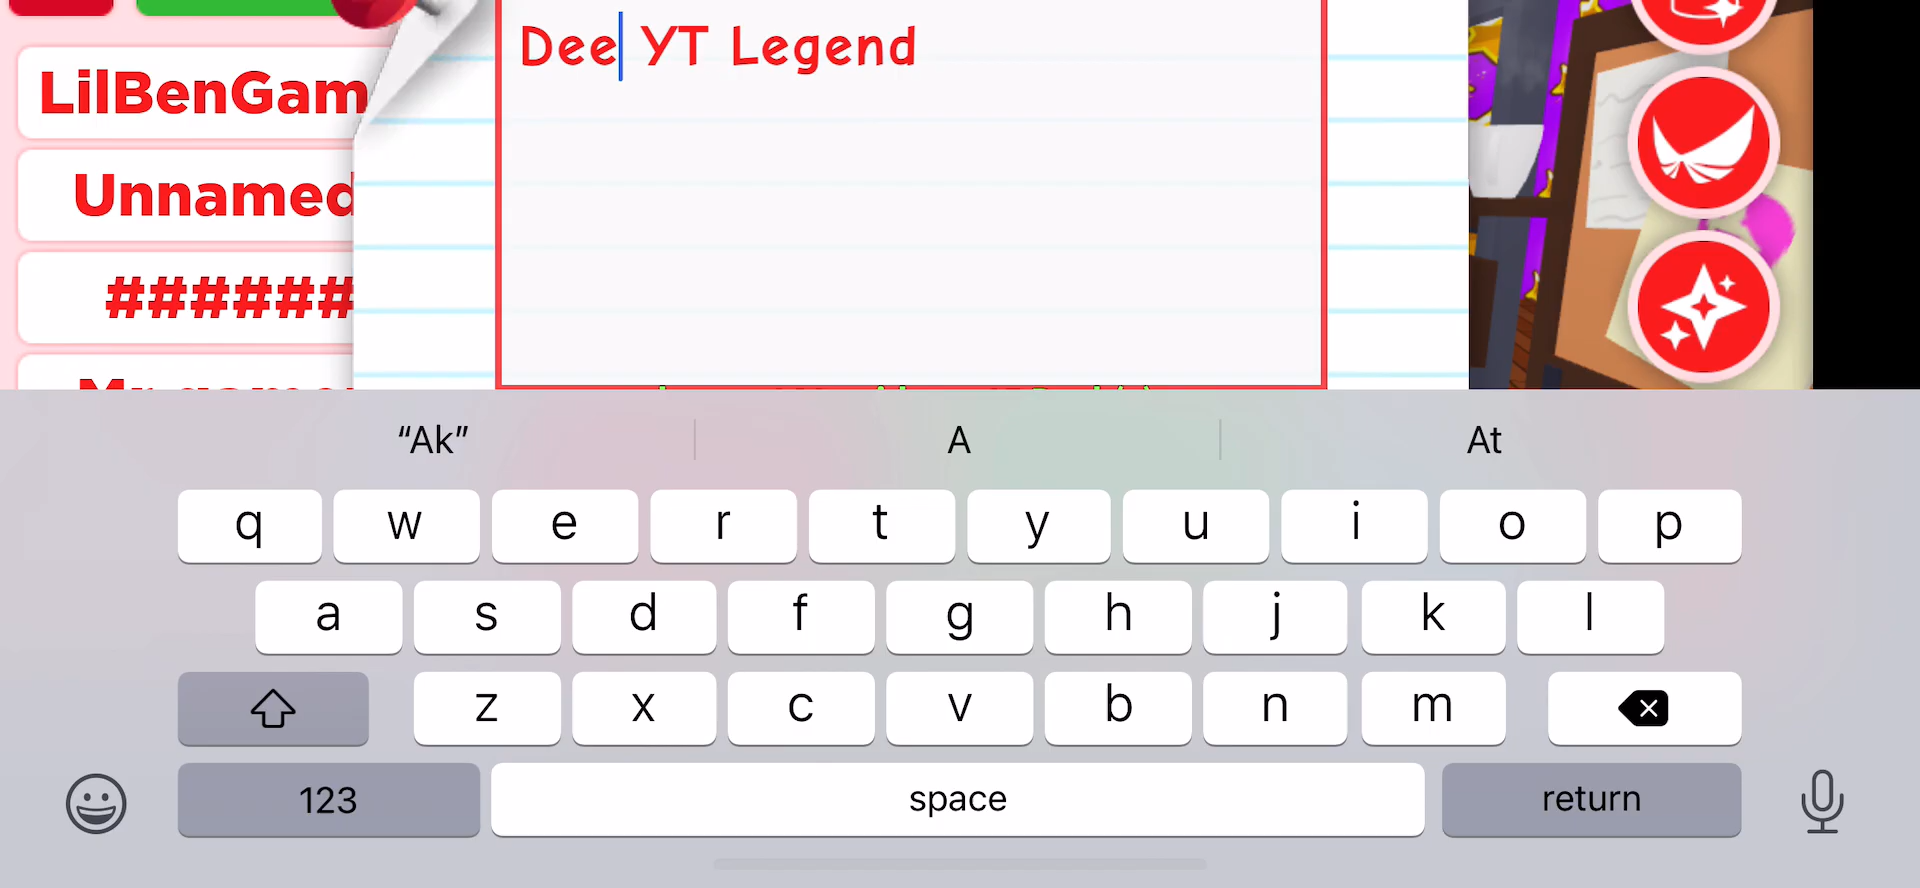 Dee YT Legend
LilBenGam
Unnamed
#######
“Ak” A At
q w e r t y u i o p
a s d f g h j k l
z x c v b n m
123 space return